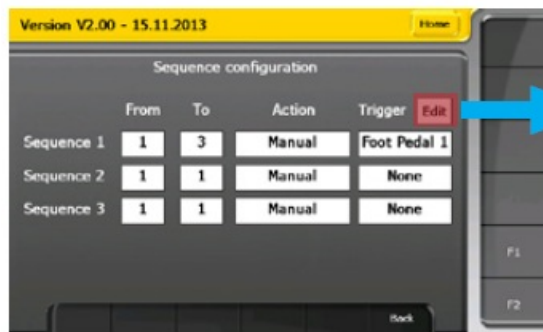 Version V2.00 - 15.11.2013 Home
Sequence configuration
From To Action Trigger Edit
Sequence 1 1 3 Manual Foot Pedal 1
Sequence 2 1 1 Manual None
Sequence 3 1 1 Manual None
F1
F2
Back